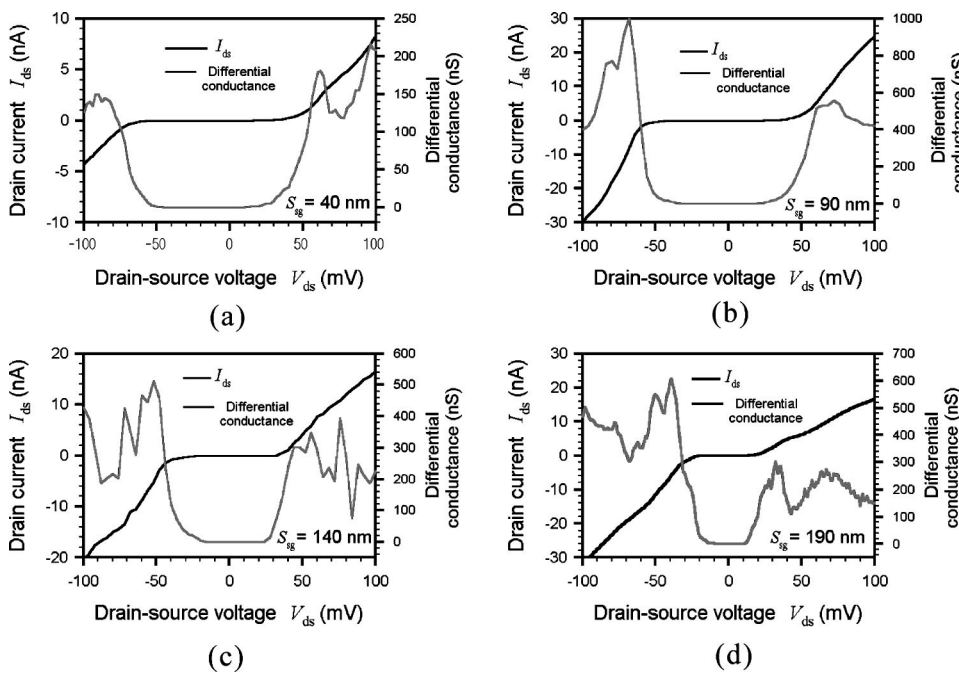 10
5
0
-5
-10
Drain current I_ds (nA)
I_ds
Differential
conductance
S_sg = 40 nm
250
200
150
100
50
0
Differential
conductance (nS)
-100
-50
0
50
100
Drain-source voltage V_ds (mV)
(a)
30
20
10
0
-10
-20
-30
Drain current I_ds (nA)
I_ds
Differential
conductance
S_sg = 90 nm
1000
800
600
400
200
0
Differential
conductance (nS)
-100
-50
0
50
100
Drain-source voltage V_ds (mV)
(b)
20
10
0
-10
-20
Drain current I_ds (nA)
I_ds
Differential
conductance
S_sg = 140 nm
600
500
400
300
200
100
0
Differential
conductance (nS)
-100
-50
0
50
100
Drain-source voltage V_ds (mV)
(c)
30
20
10
0
-10
-20
-30
Drain current I_ds (nA)
I_ds
Differential
conductance
S_sg = 190 nm
700
600
500
400
300
200
100
0
Differential
conductance (nS)
-100
-50
0
50
100
Drain-source voltage V_ds (mV)
(d)